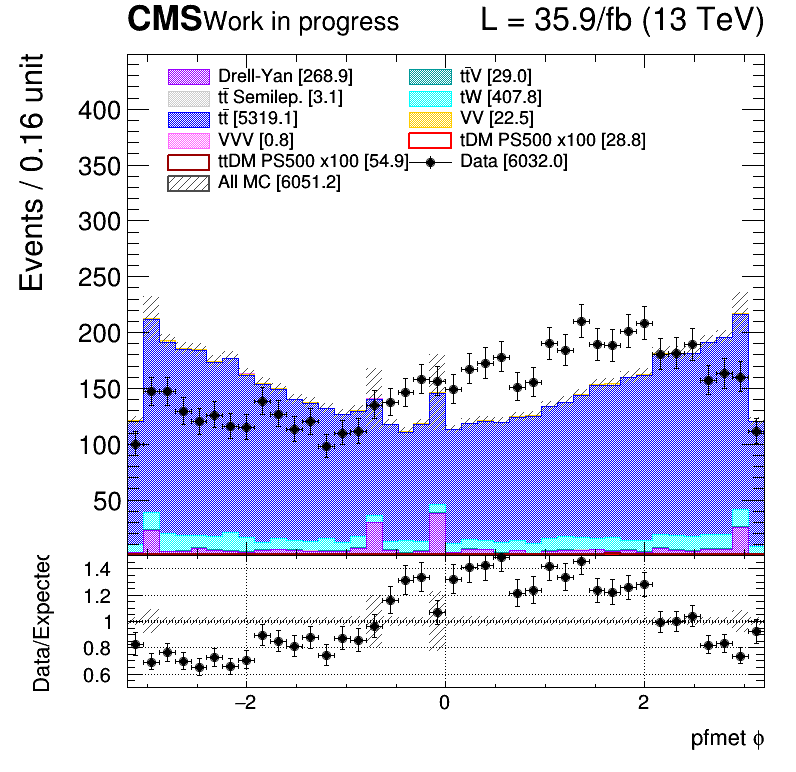 CMS Work in progress L = 35.9/fb (13 TeV)
Events / 0.16 unit
Drell-Yan [268.9] tt̄V [29.0]
tt̄ Semilep. [3.1] tW [407.8]
tt̄ [5319.1] VV [22.5]
VVV [0.8] tDM PS500 x100 [28.8]
ttDM PS500 x100 [54.9] Data [6032.0]
All MC [6051.2]
400
350
300
250
200
150
100
50
Data/Expected
1.4
1.2
1
0.8
0.6
−2 0 2
pfmet ϕ